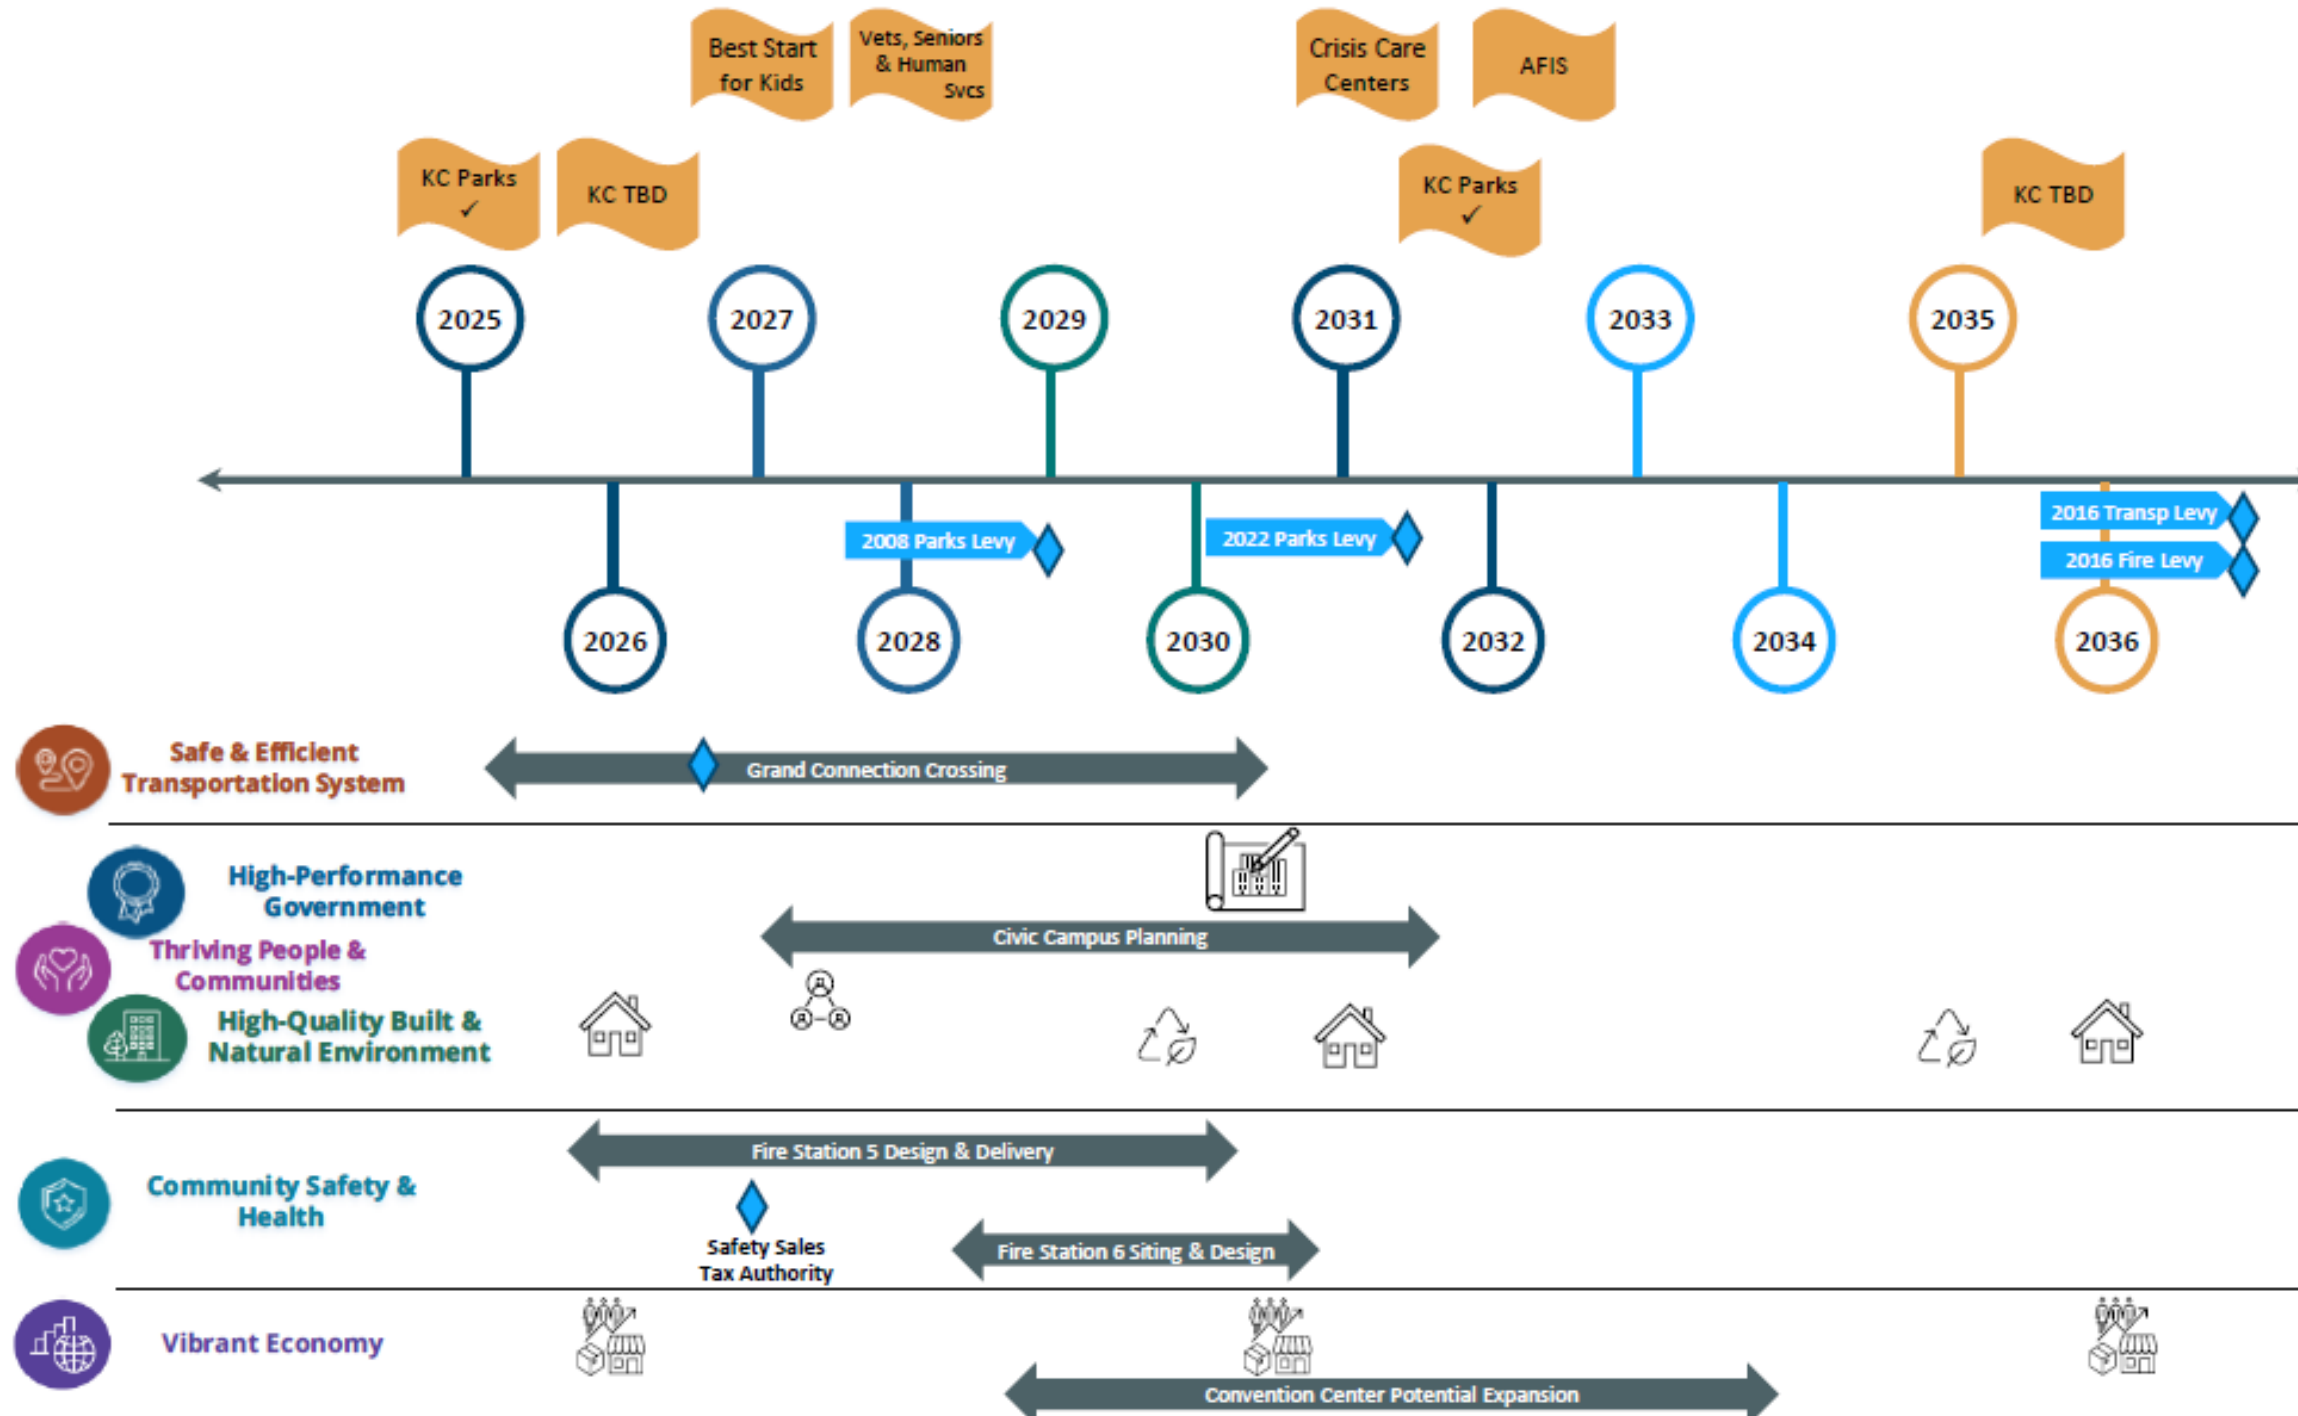 Best Start
for Kids
Vets, Seniors
& Human
Svcs
Crisis Care
Centers
AFIS
KC Parks
✓
KC TBD
KC Parks
✓
KC TBD
2025
2027
2029
2031
2033
2035
2008 Parks Levy
2022 Parks Levy
2016 Transp Levy
2016 Fire Levy
2026
2028
2030
2032
2034
2036
Safe & Efficient
Transportation System
Grand Connection Crossing
High-Performance
Government
Civic Campus Planning
Thriving People &
Communities
High-Quality Built &
Natural Environment
Fire Station 5 Design & Delivery
Community Safety &
Health
Safety Sales
Tax Authority
Fire Station 6 Siting & Design
Vibrant Economy
Convention Center Potential Expansion